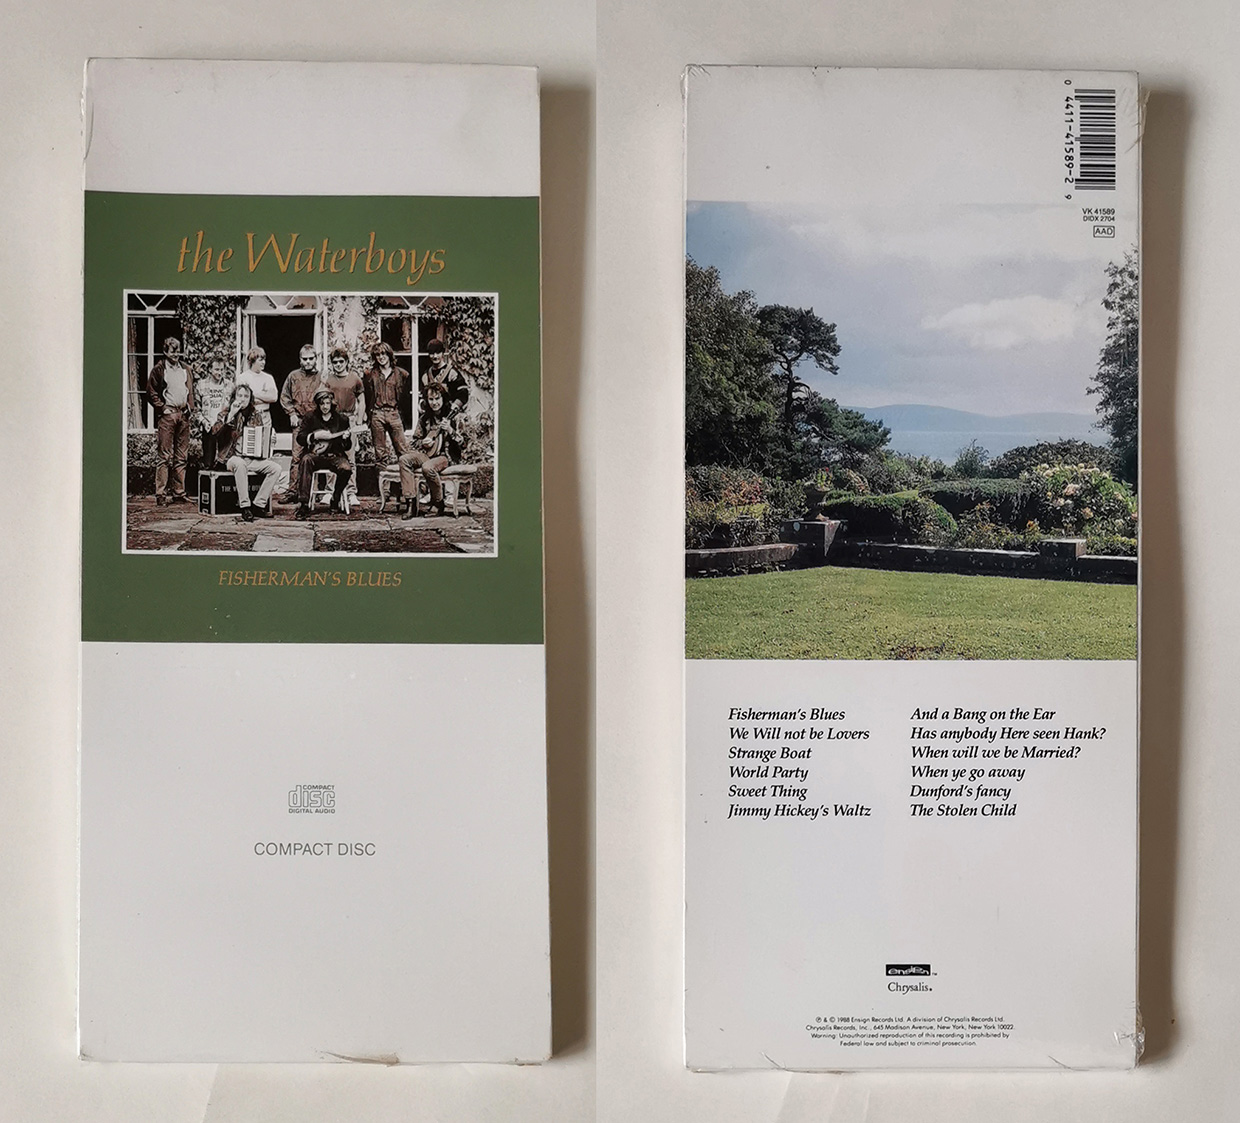 the Waterboys
FISHERMAN'S BLUES
COMPACT
disc
DIGITAL AUDIO
COMPACT DISC
0 4411-41589-2 9
VK 41589
DIDX 2704
AAD
Fisherman's Blues
We Will not be Lovers
Strange Boat
World Party
Sweet Thing
Jimmy Hickey's Waltz
And a Bang on the Ear
Has anybody Here seen Hank?
When will we be Married?
When ye go away
Dunford's fancy
The Stolen Child
ensign™
Chrysalis.
℗ & © 1988 Ensign Records Ltd. A division of Chrysalis Records Ltd.
Chrysalis Records, Inc., 645 Madison Avenue, New York, New York 10022.
Warning: Unauthorized reproduction of this recording is prohibited by
Federal law and subject to criminal prosecution.